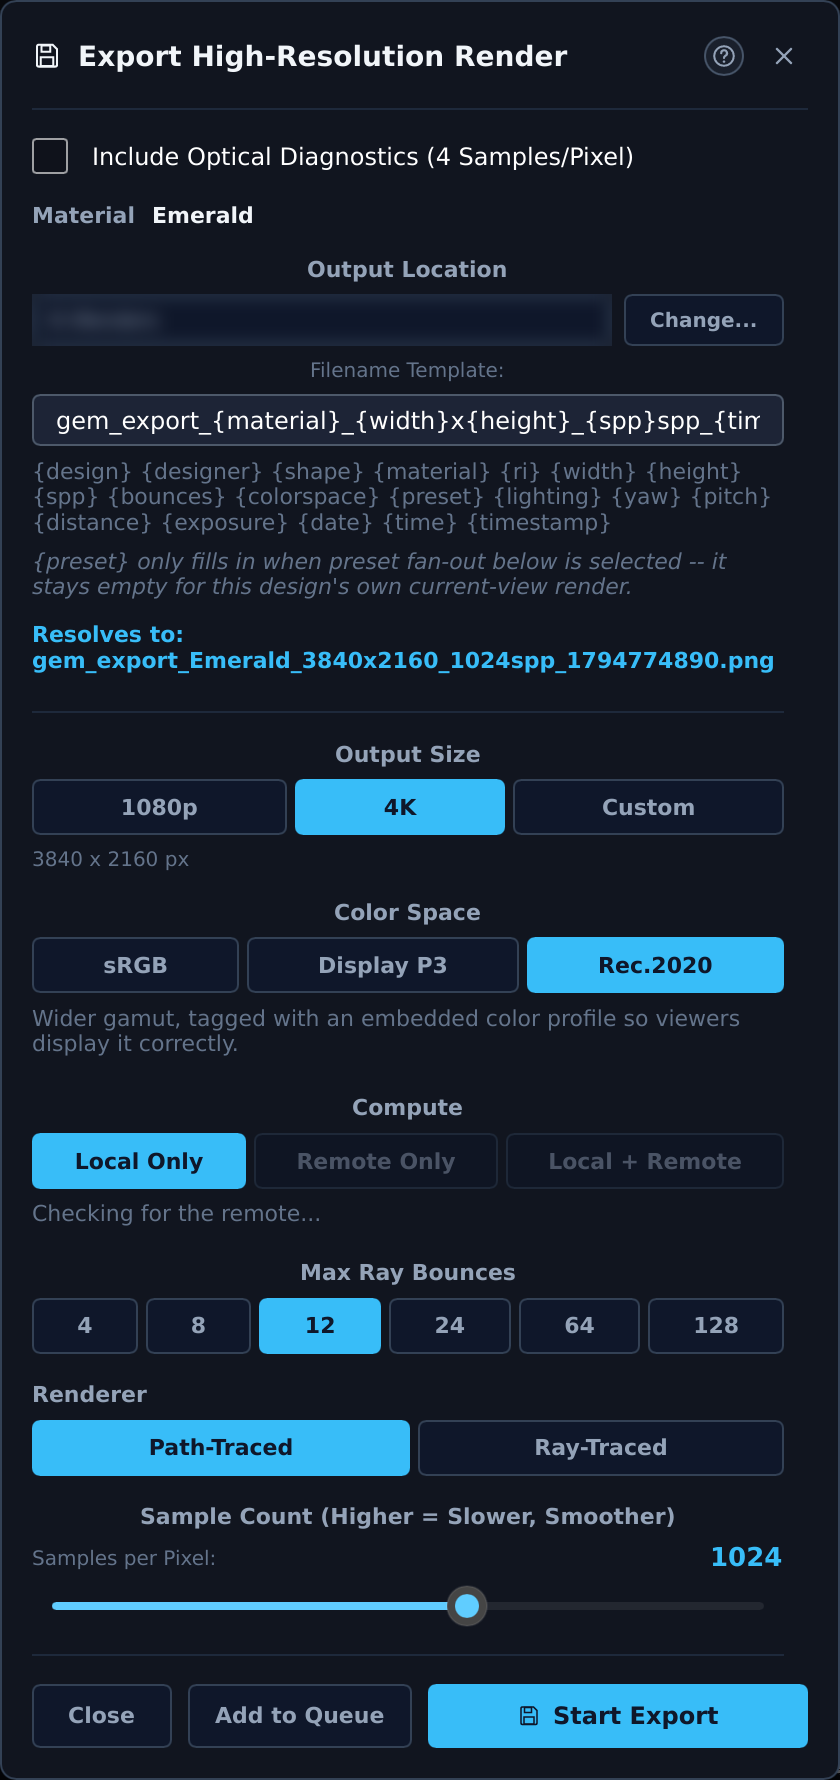 Export High-Resolution Render
Include Optical Diagnostics (4 Samples/Pixel)
Material Emerald
Output Location
Change...
Filename Template:
gem_export_{material}_{width}x{height}_{spp}spp_{tim
{design} {designer} {shape} {material} {ri} {width} {height}
{spp} {bounces} {colorspace} {preset} {lighting} {yaw} {pitch}
{distance} {exposure} {date} {time} {timestamp}
{preset} only fills in when preset fan-out below is selected -- it
stays empty for this design's own current-view render.
Resolves to:
gem_export_Emerald_3840x2160_1024spp_1794774890.png
Output Size
1080p 4K Custom
3840 x 2160 px
Color Space
sRGB Display P3 Rec.2020
Wider gamut, tagged with an embedded color profile so viewers
display it correctly.
Compute
Local Only Remote Only Local + Remote
Checking for the remote...
Max Ray Bounces
4 8 12 24 64 128
Renderer
Path-Traced Ray-Traced
Sample Count (Higher = Slower, Smoother)
Samples per Pixel: 1024
Close Add to Queue Start Export